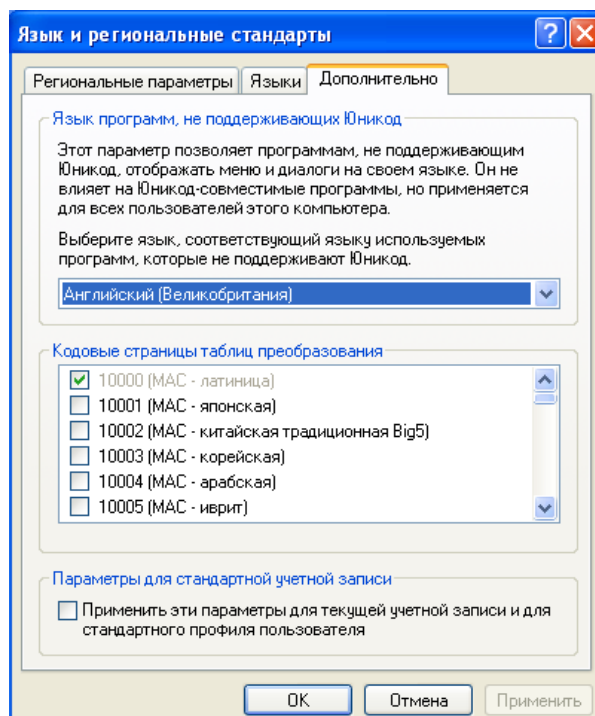 Язык и региональные стандарты
Региональные параметры Языки Дополнительно
Язык программ, не поддерживающих Юникод
Этот параметр позволяет программам, не поддерживающим
Юникод, отображать меню и диалоги на своем языке. Он не
влияет на Юникод-совместимые программы, но применяется
для всех пользователей этого компьютера.
Выберите язык, соответствующий языку используемых
программ, которые не поддерживают Юникод.
Английский (Великобритания)
Кодовые страницы таблиц преобразования
10000 (MAC - латиница)
10001 (MAC - японская)
10002 (MAC - китайская традиционная Big5)
10003 (MAC - корейская)
10004 (MAC - арабская)
10005 (MAC - иврит)
Параметры для стандартной учетной записи
Применить эти параметры для текущей учетной записи и для
стандартного профиля пользователя
OK Отмена Применить